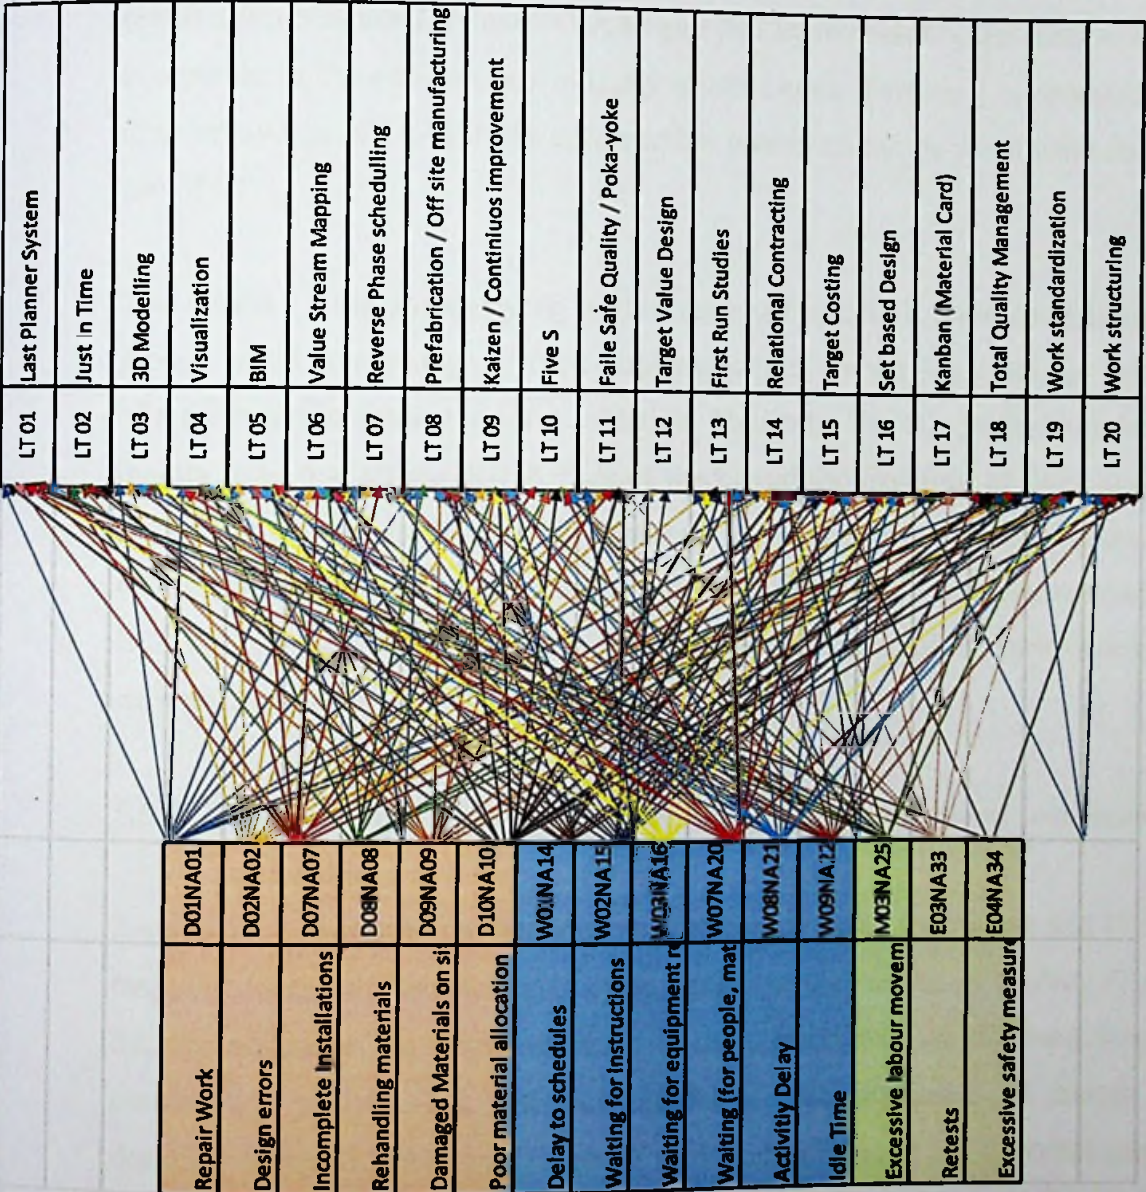 LT 01 Last Planner System
LT 02 Just In Time
LT 03 3D Modelling
LT 04 Visualization
LT 05 BIM
LT 06 Value Stream Mapping
LT 07 Reverse Phase schedulling
LT 08 Prefabrication / Off site manufacturing
LT 09 Kaizen / Continiuos improvement
LT 10 Five S
LT 11 Faile Safe Quality / Poka-yoke
LT 12 Target Value Design
LT 13 First Run Studies
LT 14 Relational Contracting
LT 15 Target Costing
LT 16 Set based Design
LT 17 Kanban (Material Card)
LT 18 Total Quality Management
LT 19 Work standardization
LT 20 Work structuring
Repair Work D01NA01
Design errors D02NA02
Incomplete Installations D07NA07
Rehandling materials D08NA08
Damaged Materials on si D09NA09
Poor material allocation D10NA10
Delay to schedules W01NA14
Waiting for Instructions W02NA15
Waiting for equipment r W03NA16
Waiting (for people, mat W07NA20
Activitiy Delay W08NA21
Idle Time W09NA22
Excessive labour movem M03NA25
Retests E03NA33
Excessive safety measur E04NA34